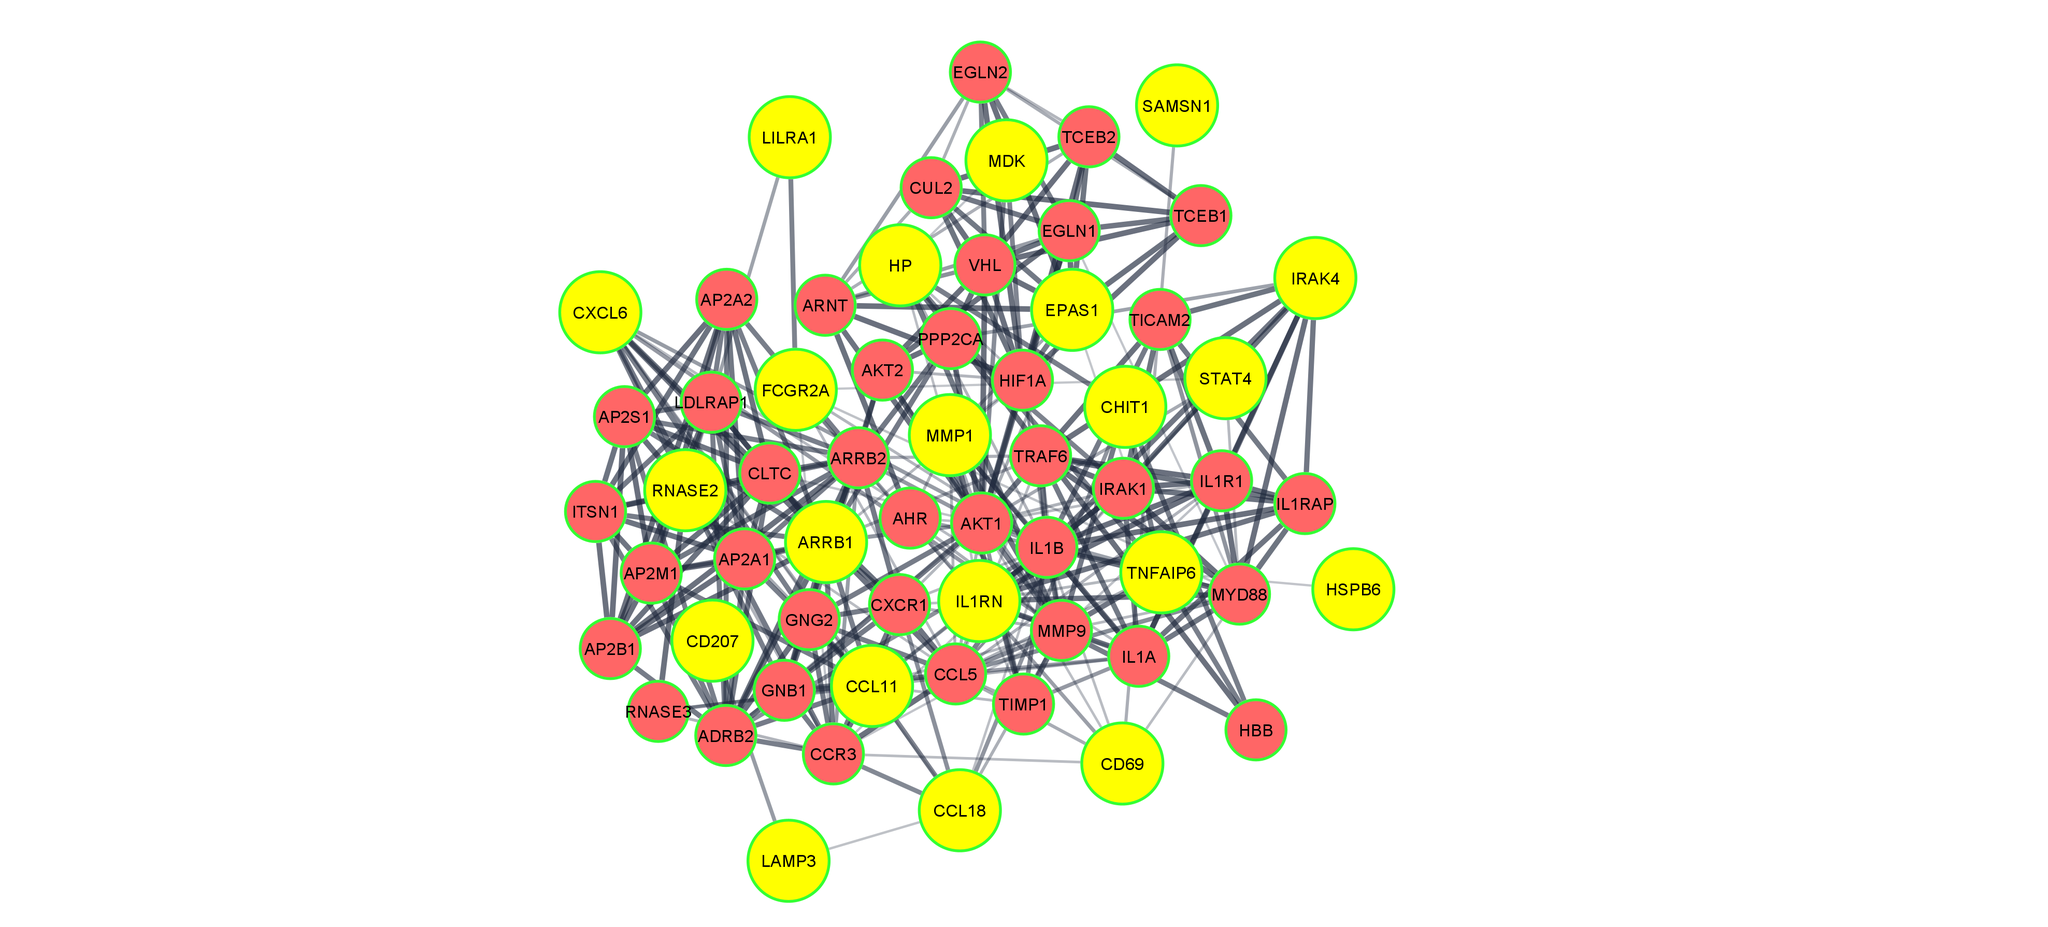 EGLN2
SAMSN1
LILRA1
TCEB2
MDK
CUL2
TCEB1
EGLN1
HP
VHL
IRAK4
AP2A2
ARNT
CXCL6
EPAS1
TICAM2
PPP2CA
AKT2
HIF1A
STAT4
FCGR2A
LDLRAP1
CHIT1
AP2S1
MMP1
ARRB2
TRAF6
CLTC
IL1R1
IRAK1
RNASE2
IL1RAP
ITSN1
AHR
AKT1
ARRB1
IL1B
AP2A1
AP2M1
TNFAIP6
HSPB6
MYD88
IL1RN
CXCR1
GNG2
MMP9
CD207
AP2B1
IL1A
CCL5
CCL11
GNB1
TIMP1
RNASE3
HBB
ADRB2
CCR3
CD69
CCL18
LAMP3